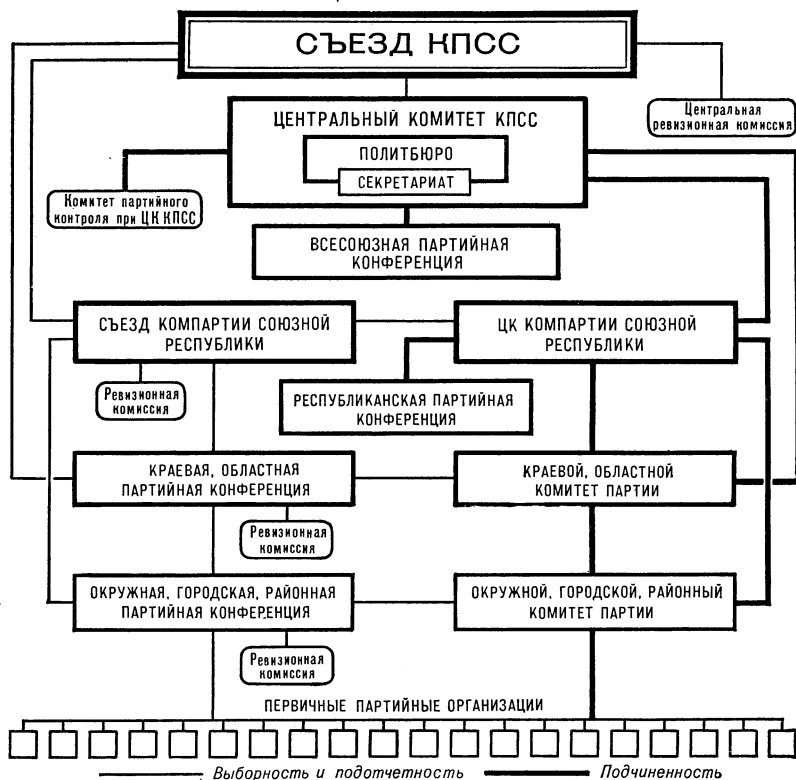 СЪЕЗД КПСС
Центральная
ревизионная комиссия
ЦЕНТРАЛЬНЫЙ КОМИТЕТ КПСС
ПОЛИТБЮРО
СЕКРЕТАРИАТ
Комитет партийного
контроля при ЦК КПСС
ВСЕСОЮЗНАЯ ПАРТИЙНАЯ
КОНФЕРЕНЦИЯ
СЪЕЗД КОМПАРТИИ СОЮЗНОЙ
РЕСПУБЛИКИ
ЦК КОМПАРТИИ СОЮЗНОЙ
РЕСПУБЛИКИ
Ревизионная
комиссия
РЕСПУБЛИКАНСКАЯ ПАРТИЙНАЯ
КОНФЕРЕНЦИЯ
КРАЕВАЯ, ОБЛАСТНАЯ
ПАРТИЙНАЯ КОНФЕРЕНЦИЯ
КРАЕВОЙ, ОБЛАСТНОЙ
КОМИТЕТ ПАРТИИ
Ревизионная
комиссия
ОКРУЖНАЯ, ГОРОДСКАЯ, РАЙОННАЯ
ПАРТИЙНАЯ КОНФЕРЕНЦИЯ
ОКРУЖНОЙ, ГОРОДСКОЙ, РАЙОННЫЙ
КОМИТЕТ ПАРТИИ
Ревизионная
комиссия
ПЕРВИЧНЫЕ ПАРТИЙНЫЕ ОРГАНИЗАЦИИ
Выборность и подотчетность
Подчиненность